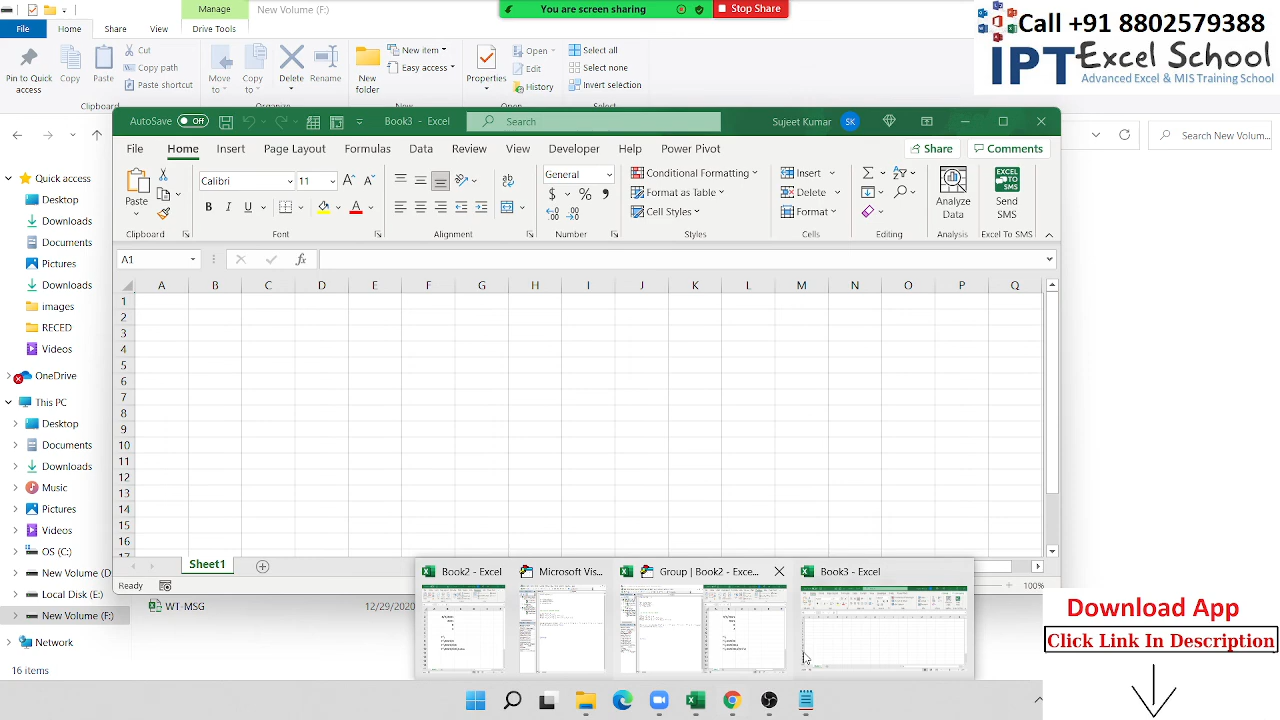 Manage
New Volume (F:)
You are screen sharing
Stop Share
File
Home
Share
View
Drive Tools
Call +91 8802579388
IPT Excel School
Advanced Excel & MIS Training School
Pin to Quick access
Copy
Paste
Cut
Copy path
Paste shortcut
Clipboard
Move to
Copy to
Delete
Rename
Organize
New folder
New item
Easy access
New
Properties
Open
Edit
History
Open
Select all
Select none
Invert selection
Select
Search New Volum...
AutoSave Off
Book3 - Excel
Search
Sujeet Kumar
SK
File
Home
Insert
Page Layout
Formulas
Data
Review
View
Developer
Help
Power Pivot
Share
Comments
Paste
Clipboard
Calibri
11
B I U
Font
Alignment
General
$ % ,
Number
Conditional Formatting
Format as Table
Cell Styles
Styles
Insert
Delete
Format
Cells
Editing
Analyze Data
Analysis
EXCEL TO SMS
Send SMS
Excel To SMS
A1
fx
A B C D E F G H I J K L M N O P Q
1
2
3
4
5
6
7
8
9
10
11
12
13
14
15
16
17
Sheet1
Ready
100%
Quick access
Desktop
Downloads
Documents
Pictures
Downloads
images
RECED
Videos
OneDrive
This PC
Desktop
Documents
Downloads
Music
Pictures
Videos
OS (C:)
New Volume (D
Local Disk (E:)
New Volume (F:)
Network
16 items
WT-MSG
12/29/2020
Book2 - Excel
Microsoft Vis...
Group | Book2 - Exce...
Book3 - Excel
Download App
Click Link In Description